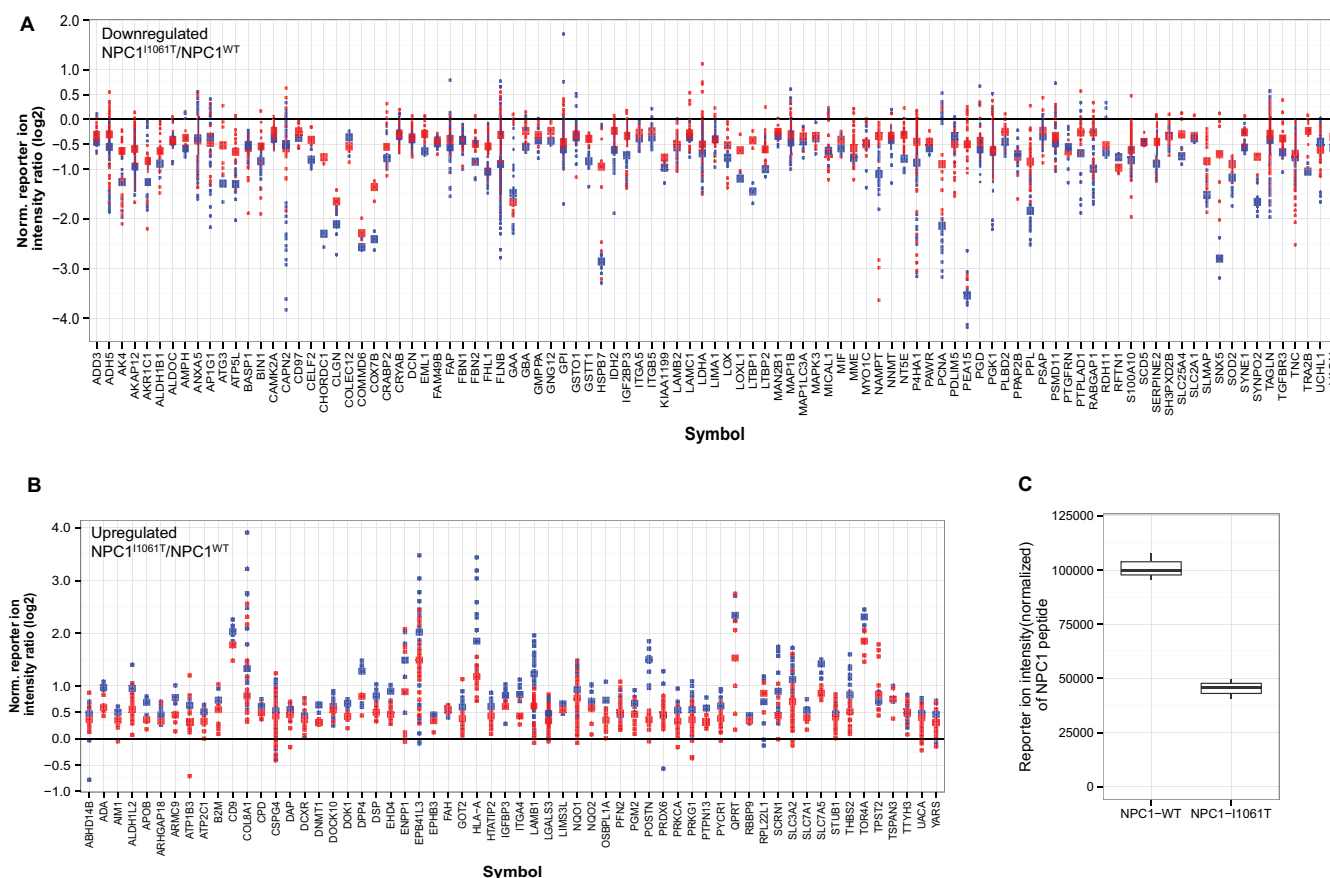 A
Downregulated
NPC1^I1061T/NPC1^WT
Norm. reporter ion
intensity ratio (log2)
2.0
1.0
0.5
0.0
−0.5
−1.0
−2.0
−3.0
−4.0
ADD3
ADH5
AK4
AKAP12
AKR1C1
ALDH1B1
ALDOC
AMPH
ANXA5
AP1G1
ATG3
ATP5L
BASP1
BIN1
CAMK2A
CAPN2
CD97
CELF2
CHORDC1
CLGN
COLEC12
COMMD6
COX7B
CRABP2
CRYAB
DCN
EML1
FAM49B
FAP
FBN1
FBN2
FHL1
FLNB
GAA
GBA
GMPPA
GNG12
GPI
GSTO1
GSTT1
HSPB7
IDH2
IGF2BP3
ITGA5
ITGB5
KIAA1199
LAMB2
LAMC1
LDHA
LIMA1
LOX
LOXL1
LTBP1
LTBP2
MAN2B1
MAP1B
MAP1LC3A
MAPK3
MICAL1
MIF
MME
MYO1C
NAMPT
NNMT
NT5E
P4HA1
PAWR
PCNA
PDLIM5
PEA15
PGD
PGK1
PLBD2
PPAP2B
PPL
PSAP
PSMD11
PTGFRN
PTPLAD1
RABGAP1
RDH11
RFTN1
S100A10
SCD5
SERPINE2
SH3PXD2B
SLC25A4
SLC2A1
SLMAP
SNX5
SOD2
SYNE1
SYNPO2
TAGLN
TGFBR3
TNC
TRA2B
UCHL1
Symbol
B
Upregulated
NPC1^I1061T/NPC1^WT
Norm. reporter ion
intensity ratio (log2)
4.0
3.0
2.0
1.0
0.5
0.0
−0.5
−1.0
ABHD14B
ADA
AIM1
ALDH1L2
APOB
ARHGAP18
ARMC9
ATP1B3
ATP2C1
B2M
CD9
COL8A1
CPD
CSPG4
DAP
DCXR
DNMT1
DOCK10
DOK1
DPP4
DSP
EHD4
ENPP1
EPB41L3
EPHB3
FAH
GOT2
HLA−A
HTATIP2
IGFBP3
ITGA4
LAMB1
LGALS3
LIMS3L
NQO1
NQO2
OSBPL1A
PFN2
PGM2
POSTN
PRDX6
PRKCA
PRKG1
PTPN13
PYCR1
QPRT
RBBP9
RPL22L1
SCRN1
SLC3A2
SLC7A1
SLC7A5
STUB1
THBS2
TOR4A
TPST2
TSPAN3
TTYH3
UACA
YARS
Symbol
C
Reporter ion intensity(normalized)
of NPC1 peptide
125000
100000
75000
50000
25000
0
NPC1−WT
NPC1−I1061T